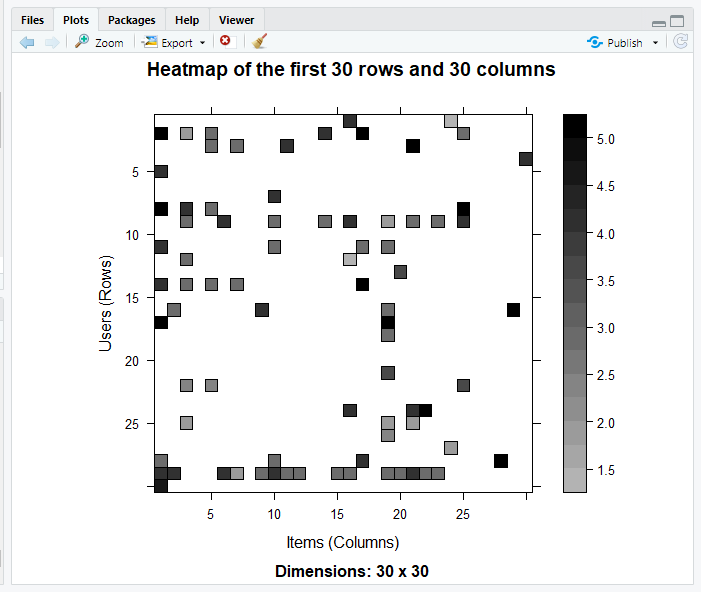 Files Plots Packages Help Viewer
Zoom Export Publish
Heatmap of the first 30 rows and 30 columns
Users (Rows)
5
10
15
20
25
5 10 15 20 25
Items (Columns)
Dimensions: 30 x 30
5.0
4.5
4.0
3.5
3.0
2.5
2.0
1.5